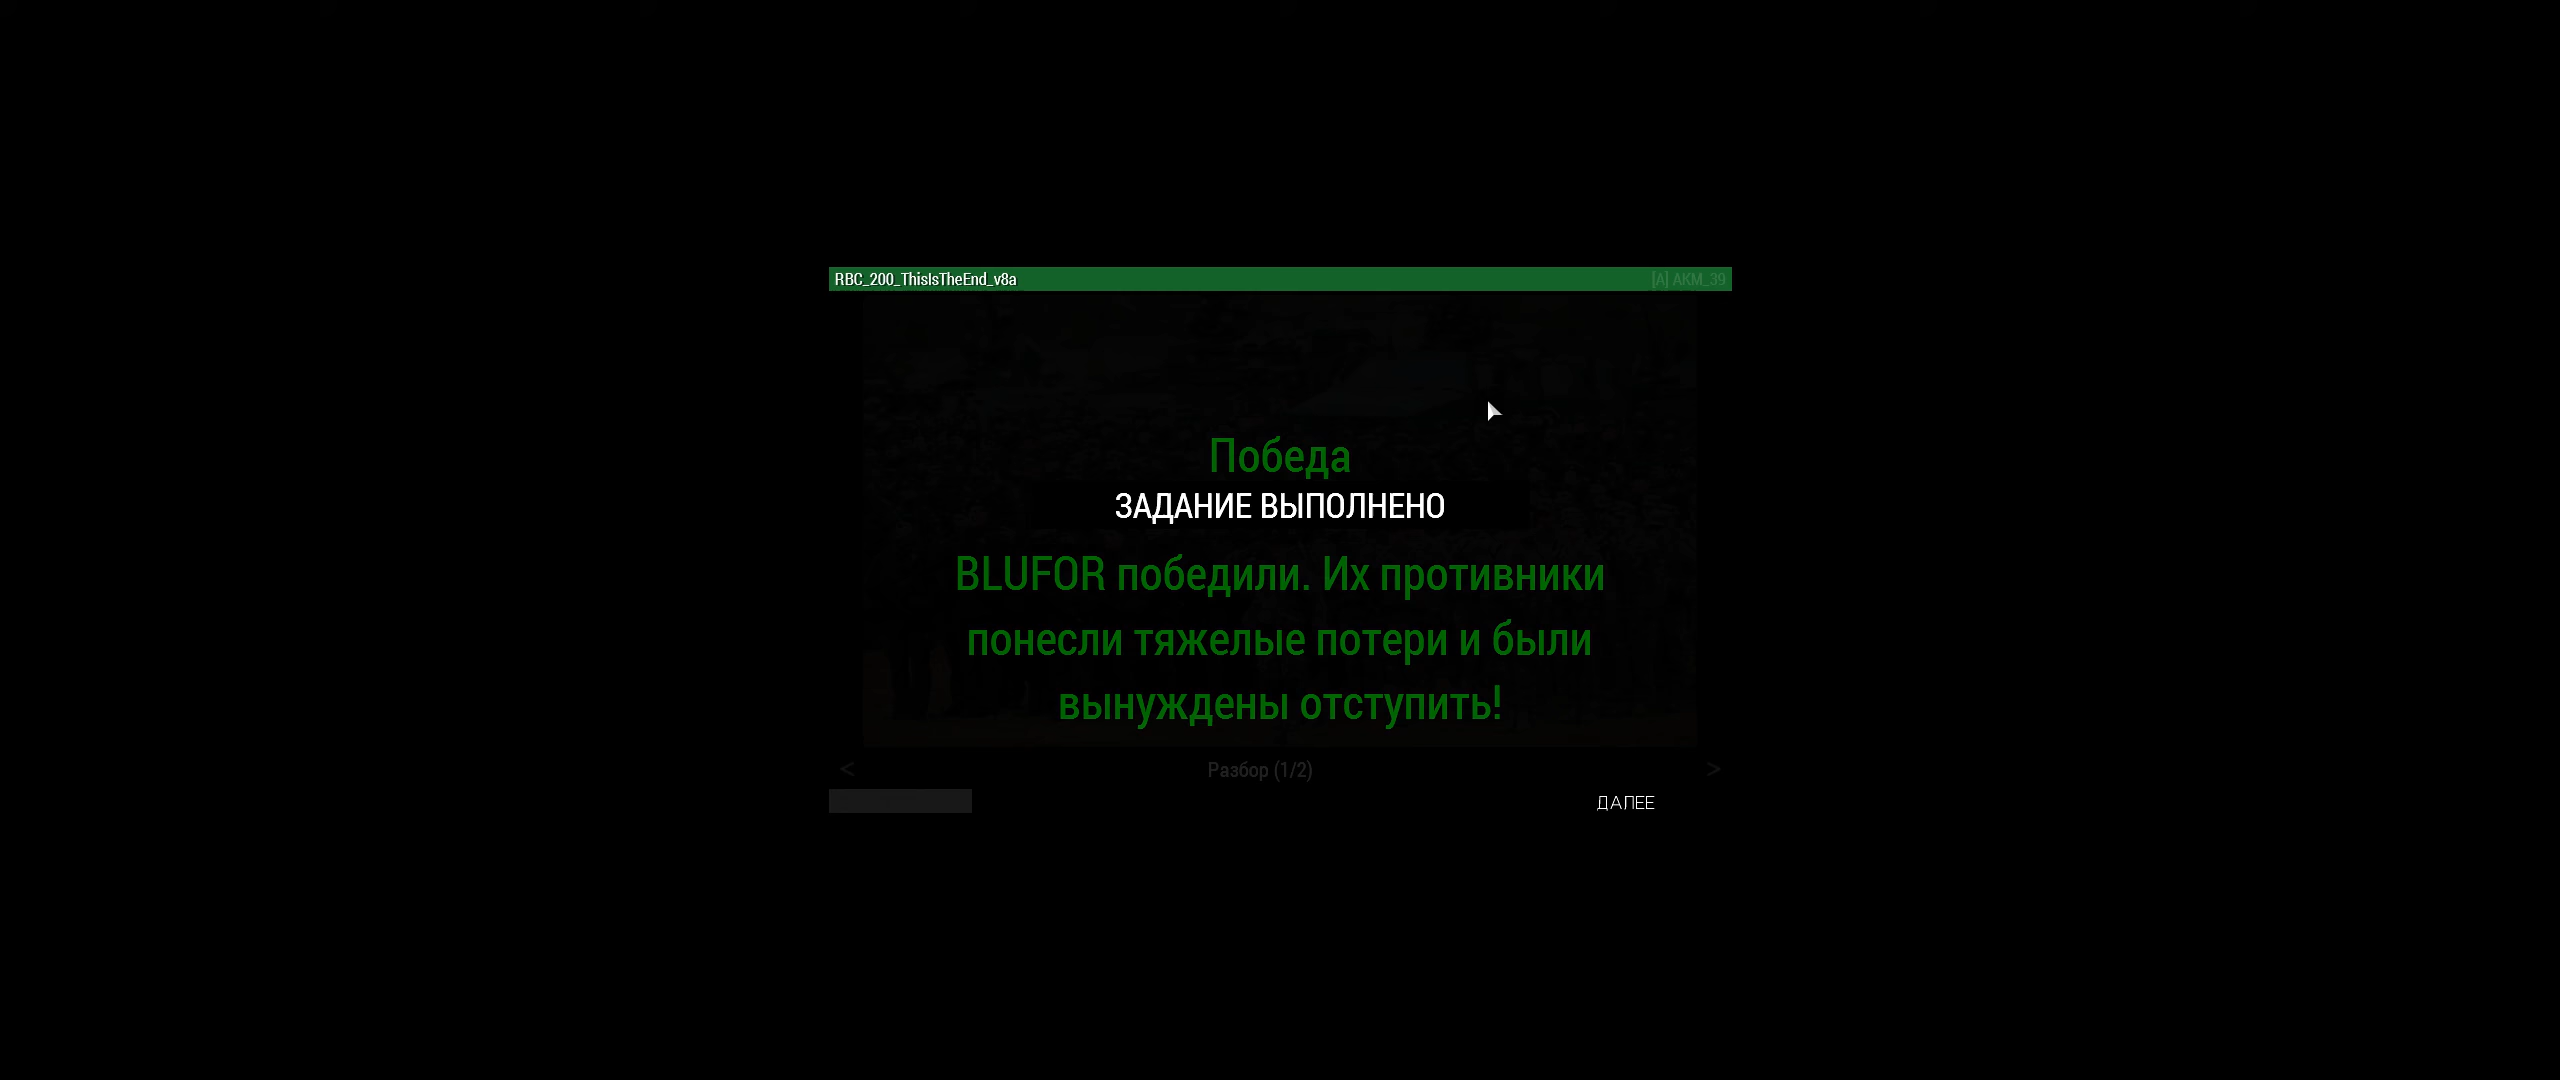 RBC_200_ThisIsTheEnd_v8a [A] AKM_39
Победа
ЗАДАНИЕ ВЫПОЛНЕНО
BLUFOR победили. Их противники
понесли тяжелые потери и были
вынуждены отступить!
< Разбор (1/2) >
ДАЛЕЕ